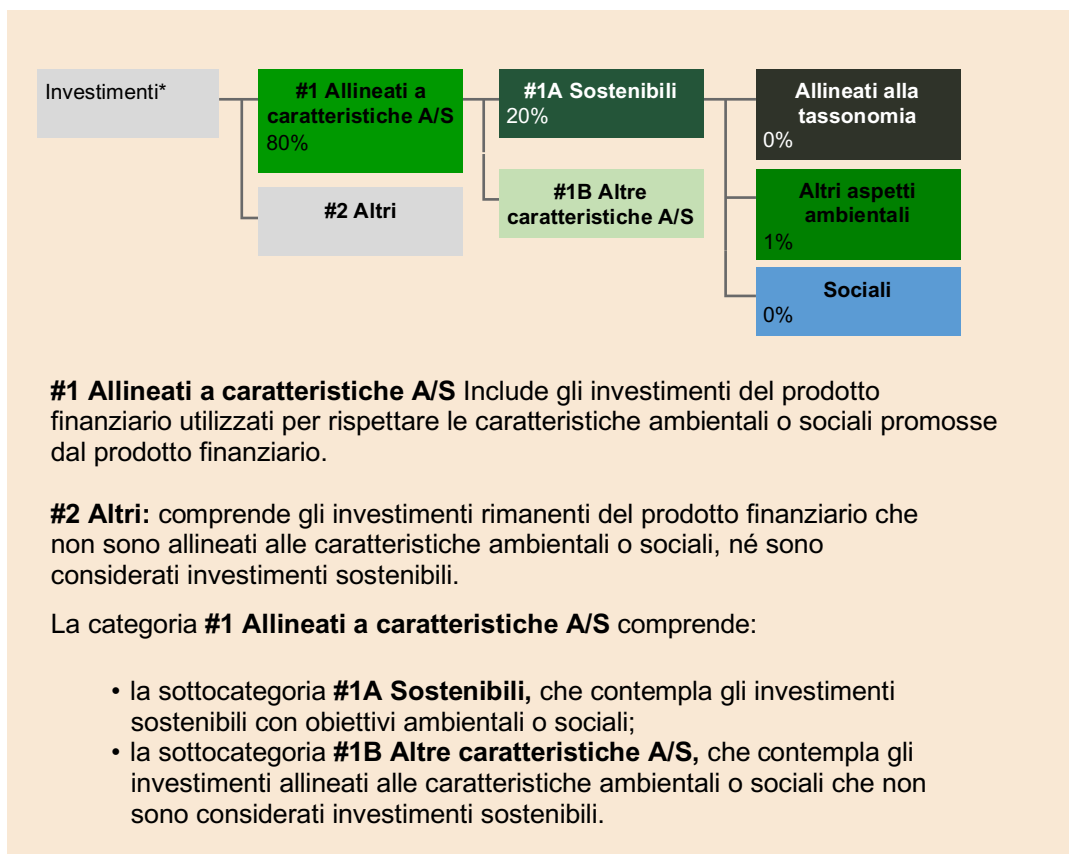 Investimenti*
#1 Allineati a
caratteristiche A/S
80%
#2 Altri
#1A Sostenibili
20%
#1B Altre
caratteristiche A/S
Allineati alla
tassonomia
0%
Altri aspetti
ambientali
1%
Sociali
0%
#1 Allineati a caratteristiche A/S Include gli investimenti del prodotto
finanziario utilizzati per rispettare le caratteristiche ambientali o sociali promosse
dal prodotto finanziario.
#2 Altri: comprende gli investimenti rimanenti del prodotto finanziario che
non sono allineati alle caratteristiche ambientali o sociali, né sono
considerati investimenti sostenibili.
La categoria #1 Allineati a caratteristiche A/S comprende:
• la sottocategoria #1A Sostenibili, che contempla gli investimenti
sostenibili con obiettivi ambientali o sociali;
• la sottocategoria #1B Altre caratteristiche A/S, che contempla gli
investimenti allineati alle caratteristiche ambientali o sociali che non
sono considerati investimenti sostenibili.